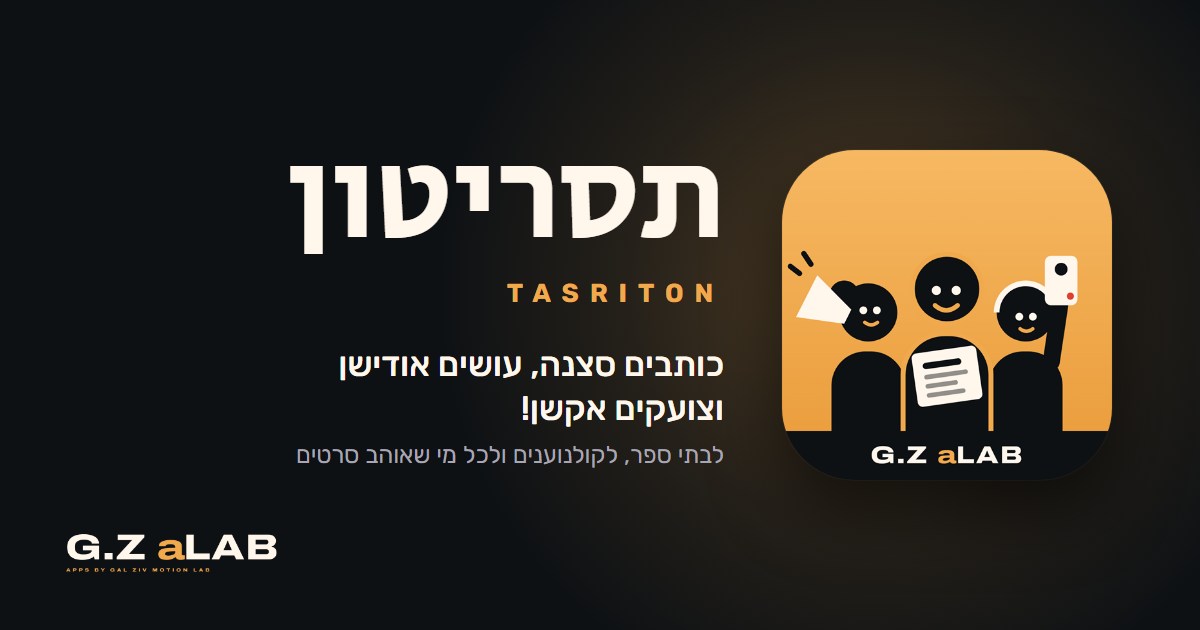 תסריטון
TASRITON
כותבים סצנה, עושים אודישן
וצועקים אקשן!
לבתי ספר, לקולנוענים ולכל מי שאוהב סרטים
G.Z aLAB
G.Z aLAB
APPS BY GAL ZIV MOTION LAB